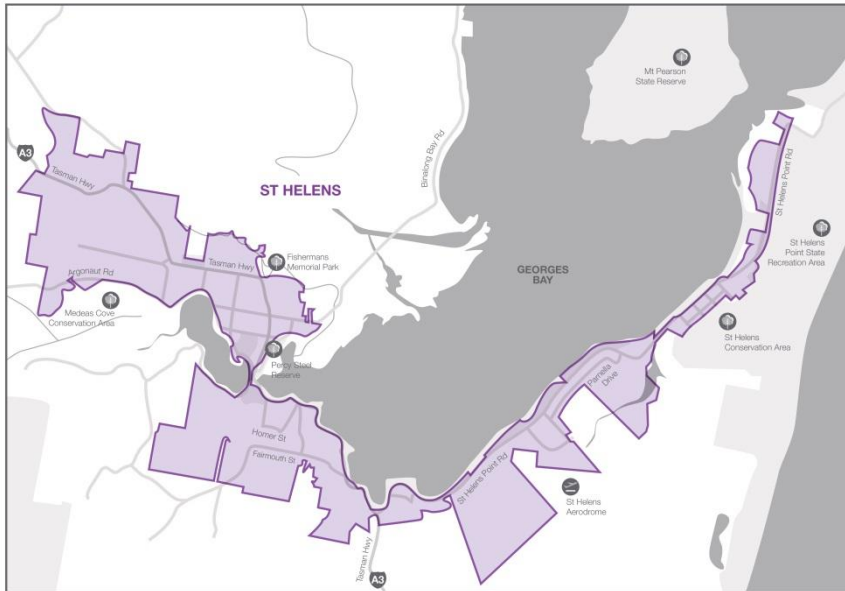 Mt Pearson
State Reserve
A3
Tasman Hwy
Binalong Bay Rd
St Helens Point Rd
ST HELENS
St Helens
Point State
Recreation Area
Tasman Hwy
Fishermans
Memorial Park
Argonaut Rd
GEORGES
BAY
Medeas Cove
Conservation Area
St Helens
Conservation Area
Percy Steel
Reserve
Parnella
Drive
Homer St
Fairmouth St
St Helens Point Rd
St Helens
Aerodrome
Tasman Hwy
A3